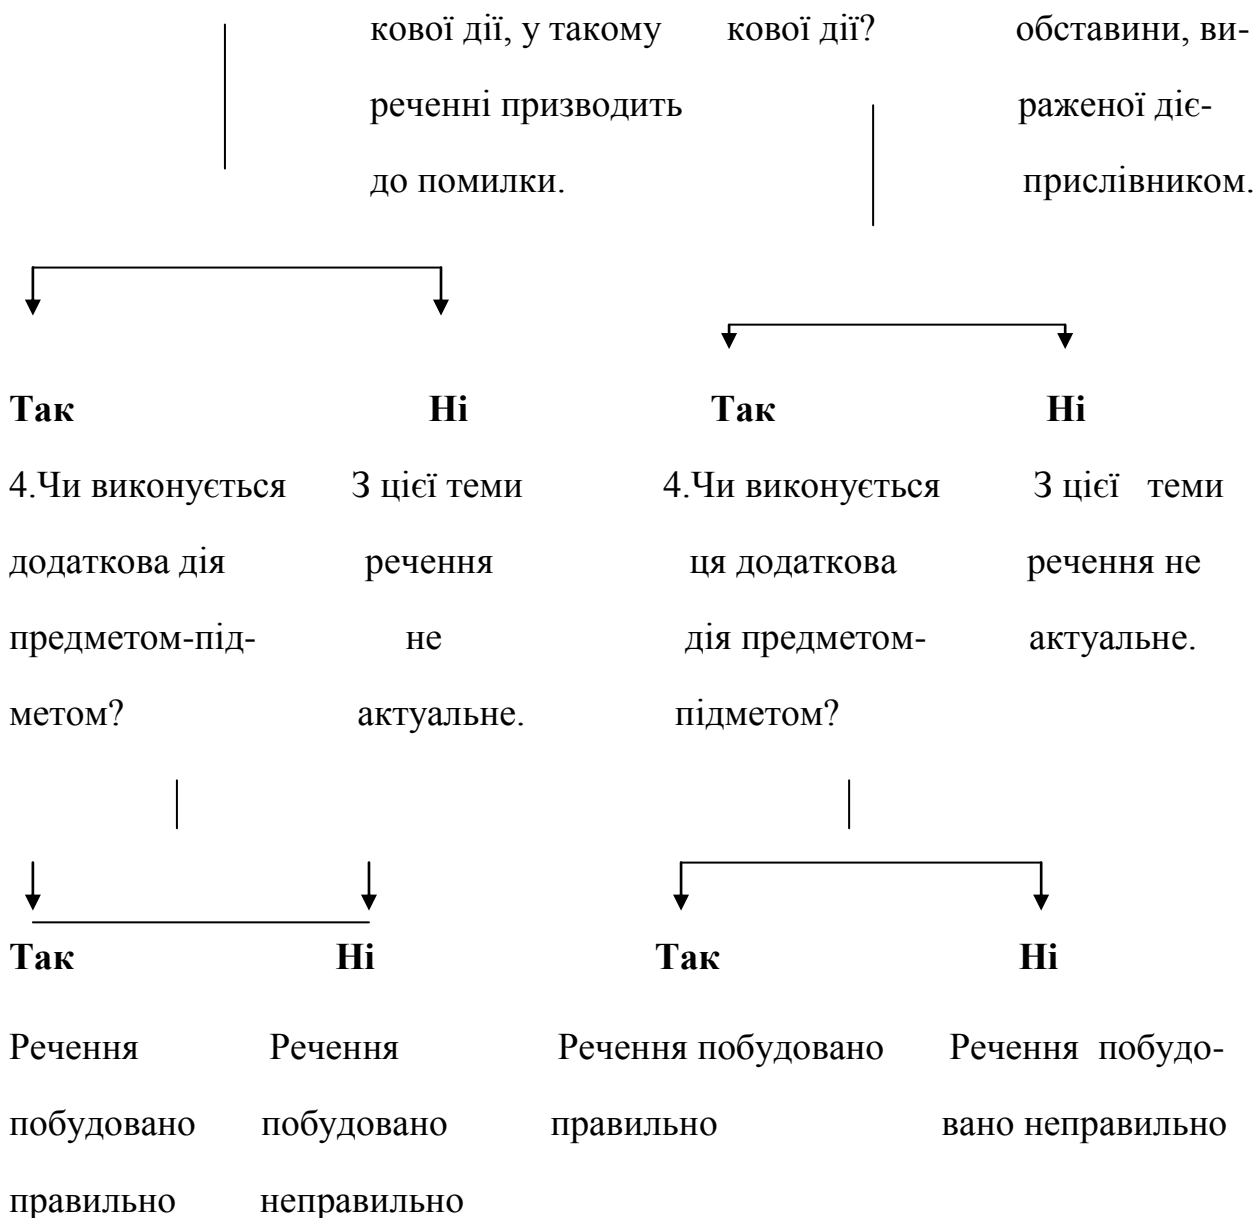 кової дії, у такому кової дії? обставини, ви-
реченні призводить раженої діє-
до помилки. прислівником.
Так Ні Так Ні
4.Чи виконується З цієї теми 4.Чи виконується З цієї теми
додаткова дія речення ця додаткова речення не
предметом-під- не дія предметом- актуальне.
метом? актуальне. підметом?
Так Ні Так Ні
Речення Речення Речення побудовано Речення побудо-
побудовано побудовано правильно вано неправильно
правильно неправильно